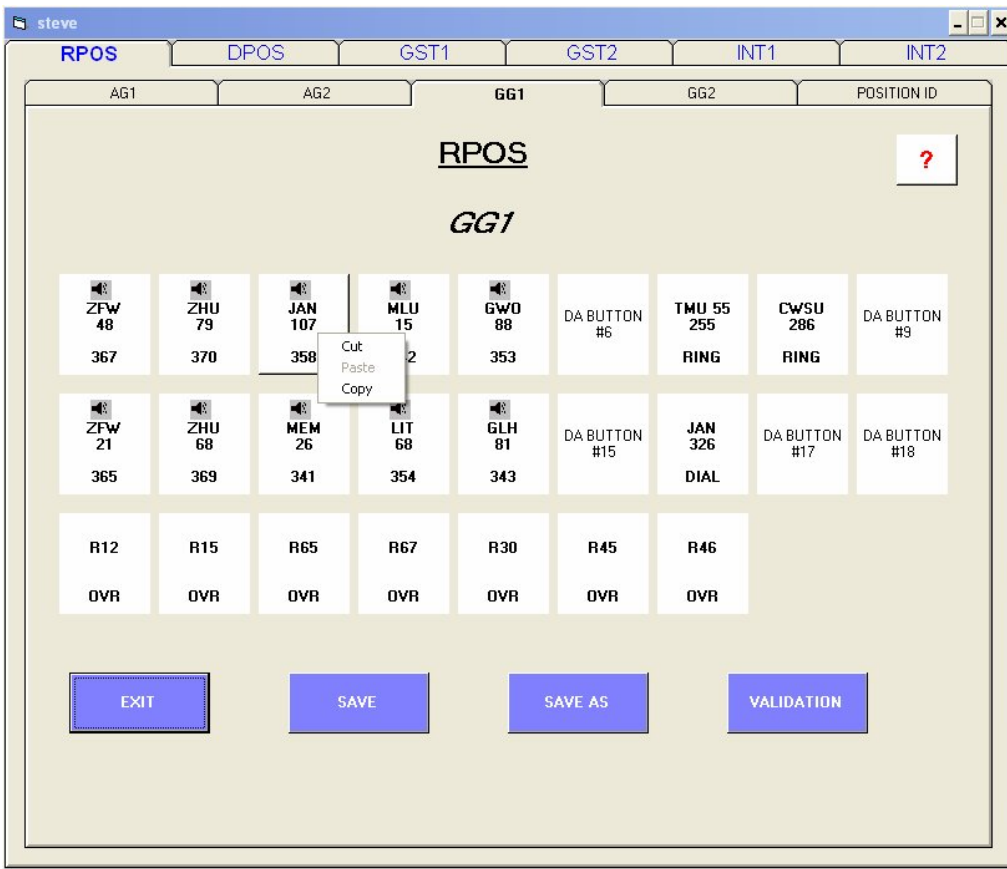 steve
RPOS DPOS GST1 GST2 INT1 INT2
AG1 AG2 GG1 GG2 POSITION ID
RPOS
?
GG1
ZFW ZHU JAN MLU GWO DA BUTTON TMU 55 CWSU DA BUTTON
48 79 107 15 88 #6 255 286 #9
367 370 358 2 353 RING RING
Cut
Paste
Copy
ZFW ZHU MEM LIT GLH DA BUTTON JAN DA BUTTON DA BUTTON
21 68 26 68 81 #15 326 #17 #18
365 369 341 354 343 DIAL
R12 R15 R65 R67 R30 R45 R46
OVR OVR OVR OVR OVR OVR OVR
EXIT SAVE SAVE AS VALIDATION